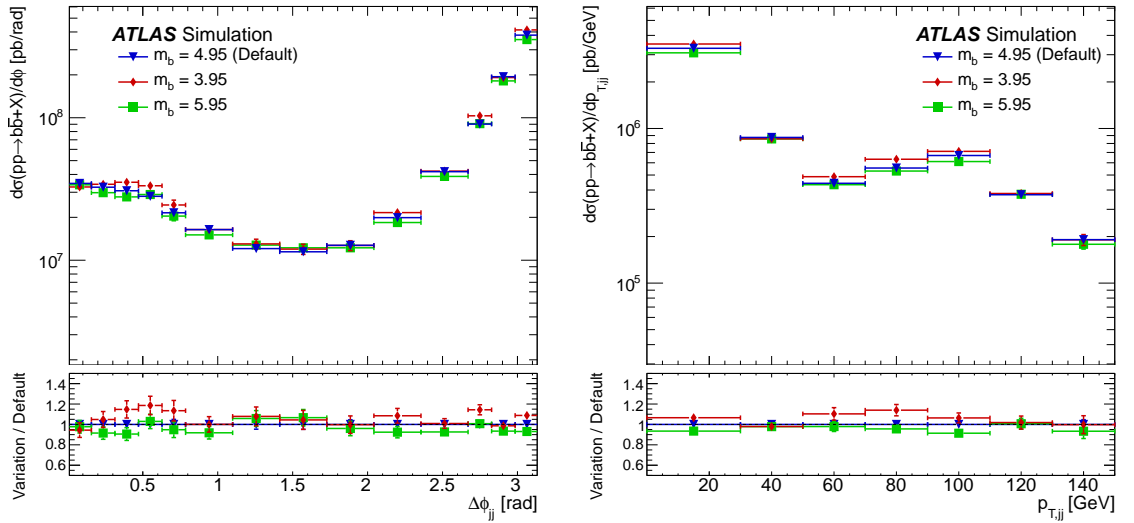 dσ(pp→bb̅+X)/dϕ [pb/rad]
ATLAS Simulation
m_b = 4.95 (Default)
m_b = 3.95
m_b = 5.95
10^8
10^7
Variation / Default
1.4
1.2
1
0.8
0.6
0.5 1 1.5 2 2.5 3
Δϕ_jj [rad]
dσ(pp→bb̅+X)/dp_T,jj [pb/GeV]
ATLAS Simulation
m_b = 4.95 (Default)
m_b = 3.95
m_b = 5.95
10^6
10^5
Variation / Default
1.4
1.2
1
0.8
0.6
20 40 60 80 100 120 140
p_T,jj [GeV]